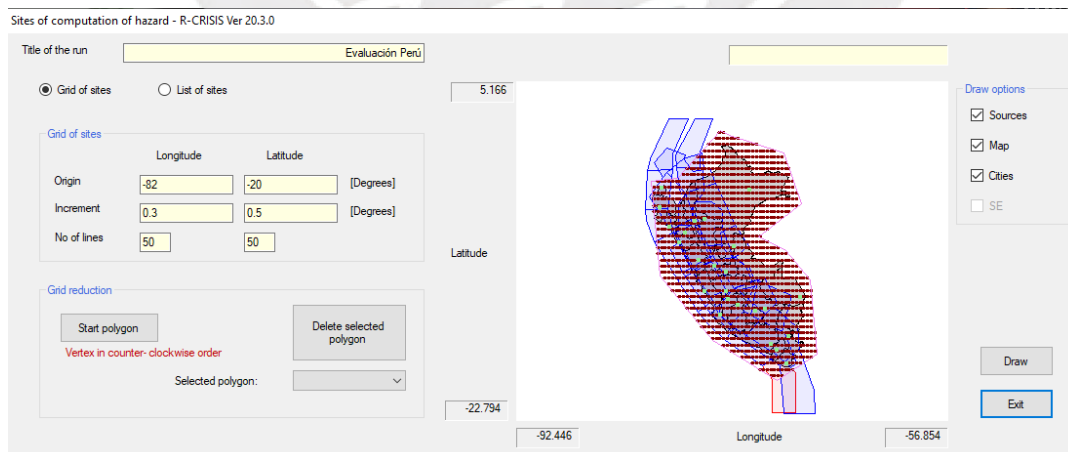 Sites of computation of hazard - R-CRISIS Ver 20.3.0
Title of the run
Evaluación Perú
Grid of sites
List of sites
5.166
Draw options
Sources
Map
Cities
SE
Grid of sites
Longitude Latitude
Origin -82 -20 [Degrees]
Increment 0.3 0.5 [Degrees]
No of lines 50 50
Latitude
Grid reduction
Start polygon
Delete selected
polygon
Vertex in counter- clockwise order
Selected polygon:
-22.794
-92.446 Longitude -56.854
Draw
Exit